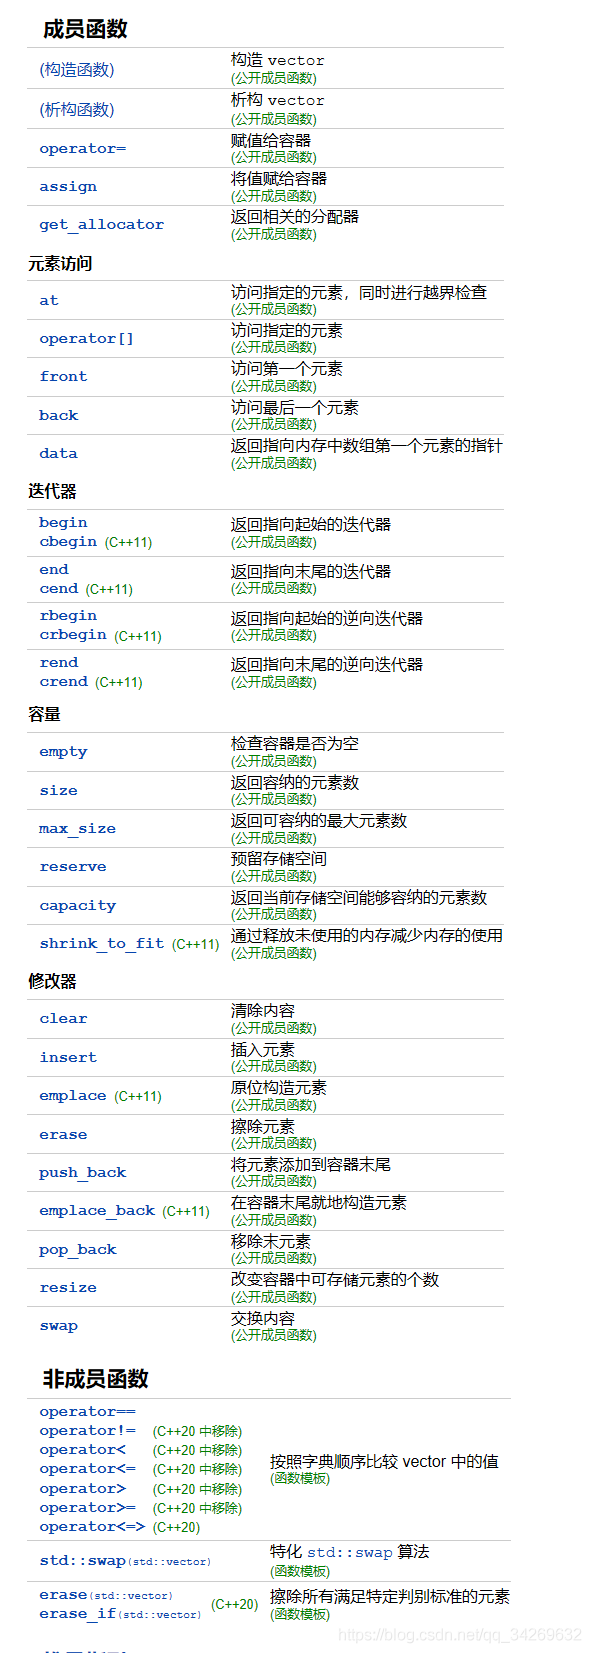 成员函数
(构造函数)
构造 vector
(公开成员函数)
(析构函数)
析构 vector
(公开成员函数)
operator=
赋值给容器
(公开成员函数)
assign
将值赋给容器
(公开成员函数)
get_allocator
返回相关的分配器
(公开成员函数)
元素访问
at
访问指定的元素，同时进行越界检查
(公开成员函数)
operator[]
访问指定的元素
(公开成员函数)
front
访问第一个元素
(公开成员函数)
back
访问最后一个元素
(公开成员函数)
data
返回指向内存中数组第一个元素的指针
(公开成员函数)
迭代器
begin
cbegin (C++11)
返回指向起始的迭代器
(公开成员函数)
end
cend (C++11)
返回指向末尾的迭代器
(公开成员函数)
rbegin
crbegin (C++11)
返回指向起始的逆向迭代器
(公开成员函数)
rend
crend (C++11)
返回指向末尾的逆向迭代器
(公开成员函数)
容量
empty
检查容器是否为空
(公开成员函数)
size
返回容纳的元素数
(公开成员函数)
max_size
返回可容纳的最大元素数
(公开成员函数)
reserve
预留存储空间
(公开成员函数)
capacity
返回当前存储空间能够容纳的元素数
(公开成员函数)
shrink_to_fit (C++11)
通过释放未使用的内存减少内存的使用
(公开成员函数)
修改器
clear
清除内容
(公开成员函数)
insert
插入元素
(公开成员函数)
emplace (C++11)
原位构造元素
(公开成员函数)
erase
擦除元素
(公开成员函数)
push_back
将元素添加到容器末尾
(公开成员函数)
emplace_back (C++11)
在容器末尾就地构造元素
(公开成员函数)
pop_back
移除末元素
(公开成员函数)
resize
改变容器中可存储元素的个数
(公开成员函数)
swap
交换内容
(公开成员函数)
非成员函数
operator==
operator!= (C++20 中移除)
operator< (C++20 中移除)
operator<= (C++20 中移除)
operator> (C++20 中移除)
operator>= (C++20 中移除)
operator<=> (C++20)
按照字典顺序比较 vector 中的值
(函数模板)
std::swap(std::vector)
特化 std::swap 算法
(函数模板)
erase(std::vector)
erase_if(std::vector)
(C++20)
擦除所有满足特定判别标准的元素
(函数模板)
https://blog.csdn.net/qq_34269632